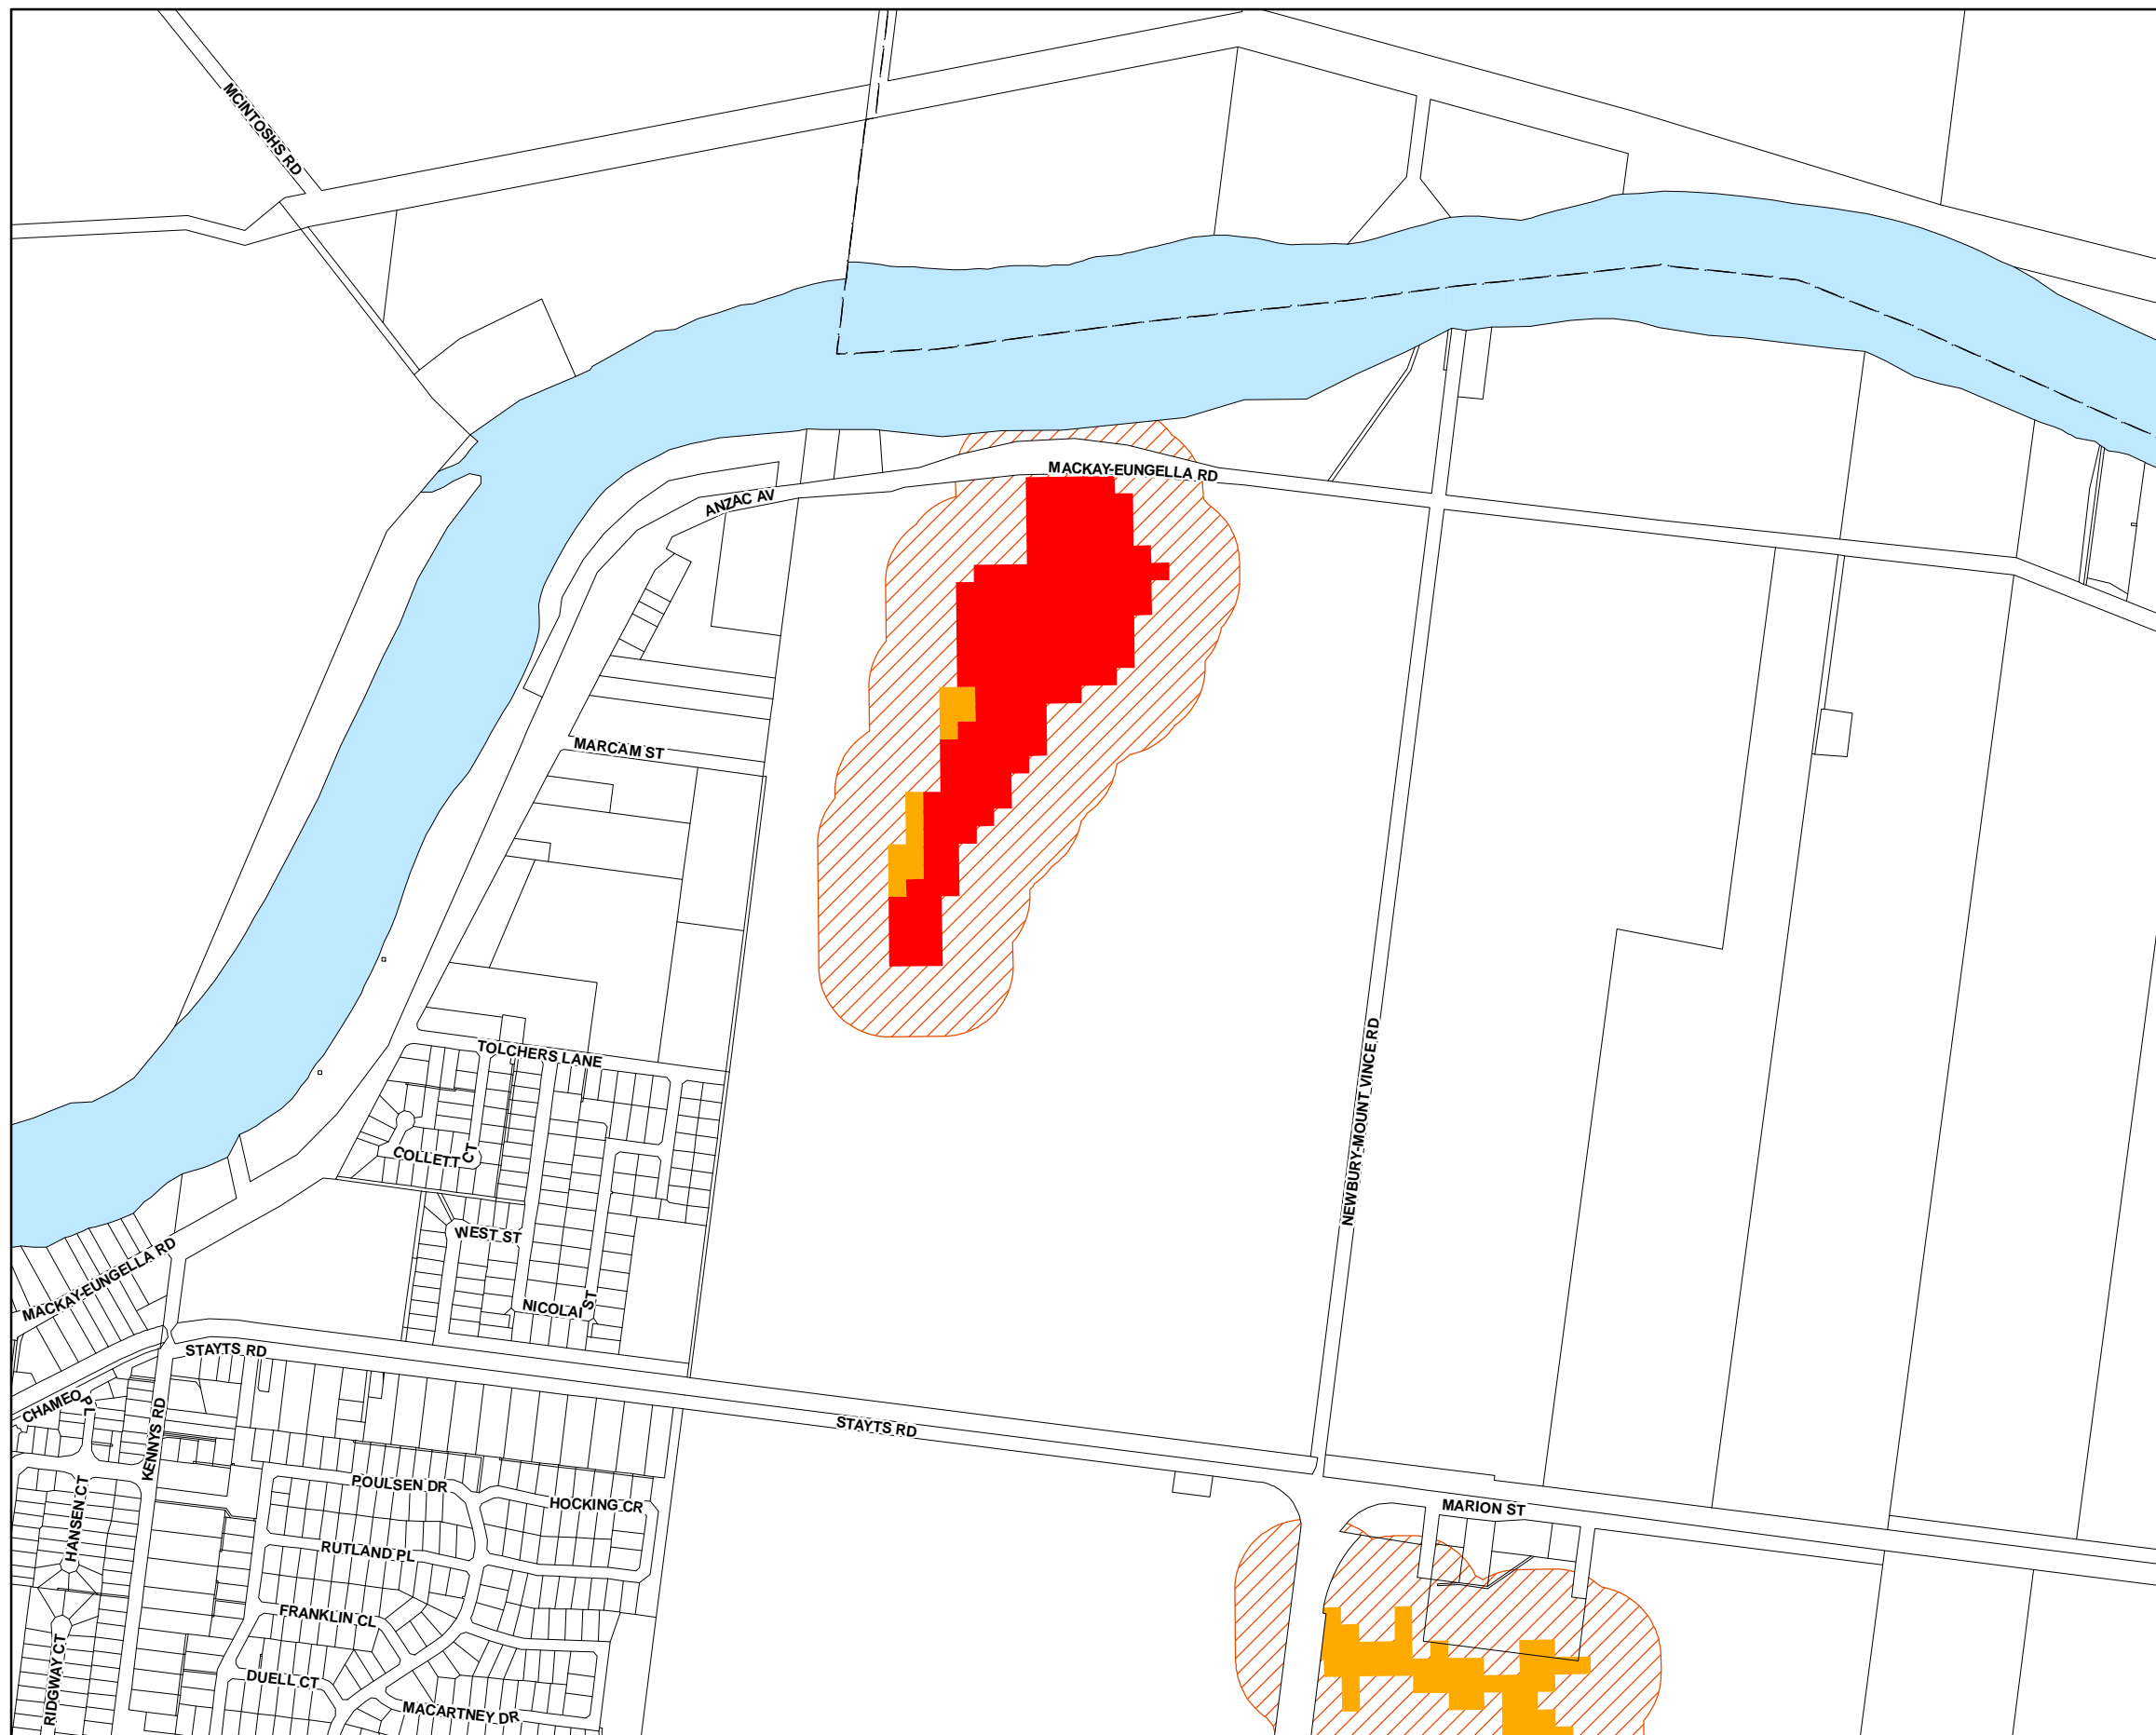 MCINTOSHS RD
MACKAY-EUNGELLA RD
ANZAC AV
MARCAM ST
TOLCHERS LANE
COLLETT CT
NEWBURY-MOUNT VINCE RD
WEST ST
MACKAY-EUNGELLA RD
NICOLAI ST
STAYTS RD
CHAMEO PL
KENNYS RD
STAYTS RD
HANSEN CT
POULSEN DR
HOCKING CR
MARION ST
RUTLAND PL
FRANKLIN CL
RIDGWAY CT
DUELL CT
MACARTNEY DR